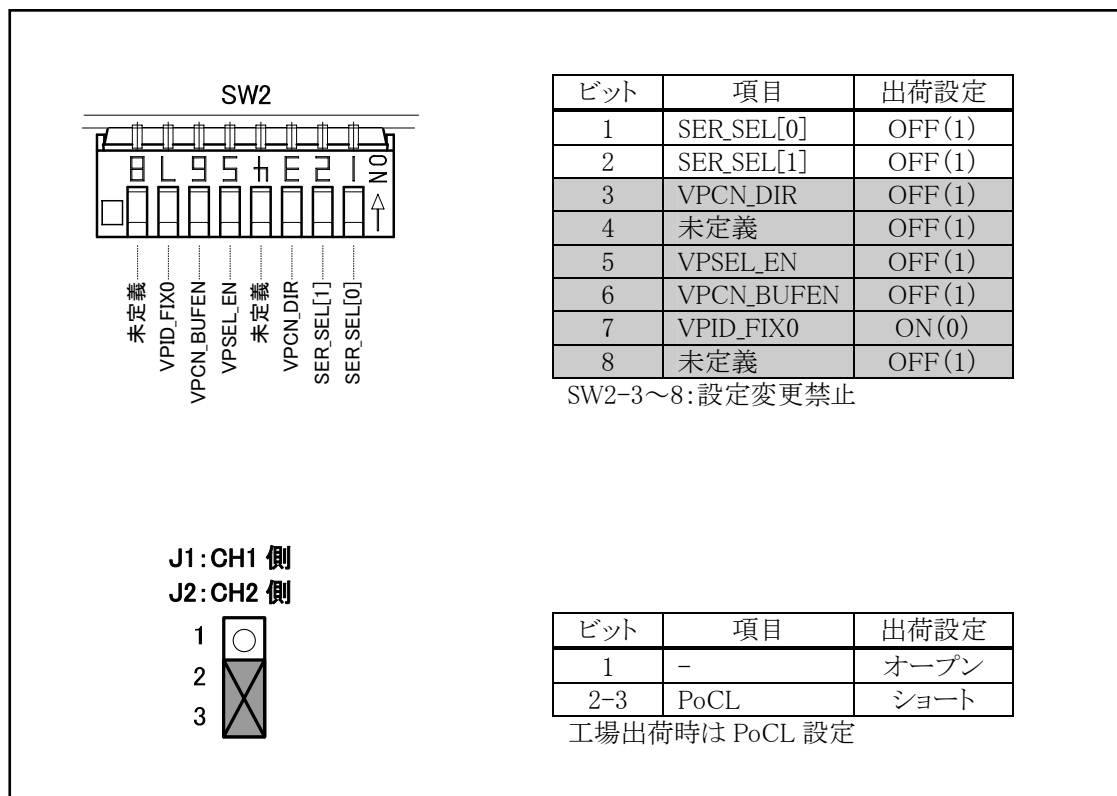 SW2
8 7 6 5 4 3 2 1 ON
未定義
VPID_FIX0
VPCN_BUFEN
VPSEL_EN
未定義
VPCN_DIR
SER_SEL[1]
SER_SEL[0]
ビット 項目 出荷設定
1 SER_SEL[0] OFF(1)
2 SER_SEL[1] OFF(1)
3 VPCN_DIR OFF(1)
4 未定義 OFF(1)
5 VPSEL_EN OFF(1)
6 VPCN_BUFEN OFF(1)
7 VPID_FIX0 ON(0)
8 未定義 OFF(1)
SW2-3～8:設定変更禁止
J1:CH1 側
J2:CH2 側
1
2
3
ビット 項目 出荷設定
1 - オープン
2-3 PoCL ショート
工場出荷時は PoCL 設定